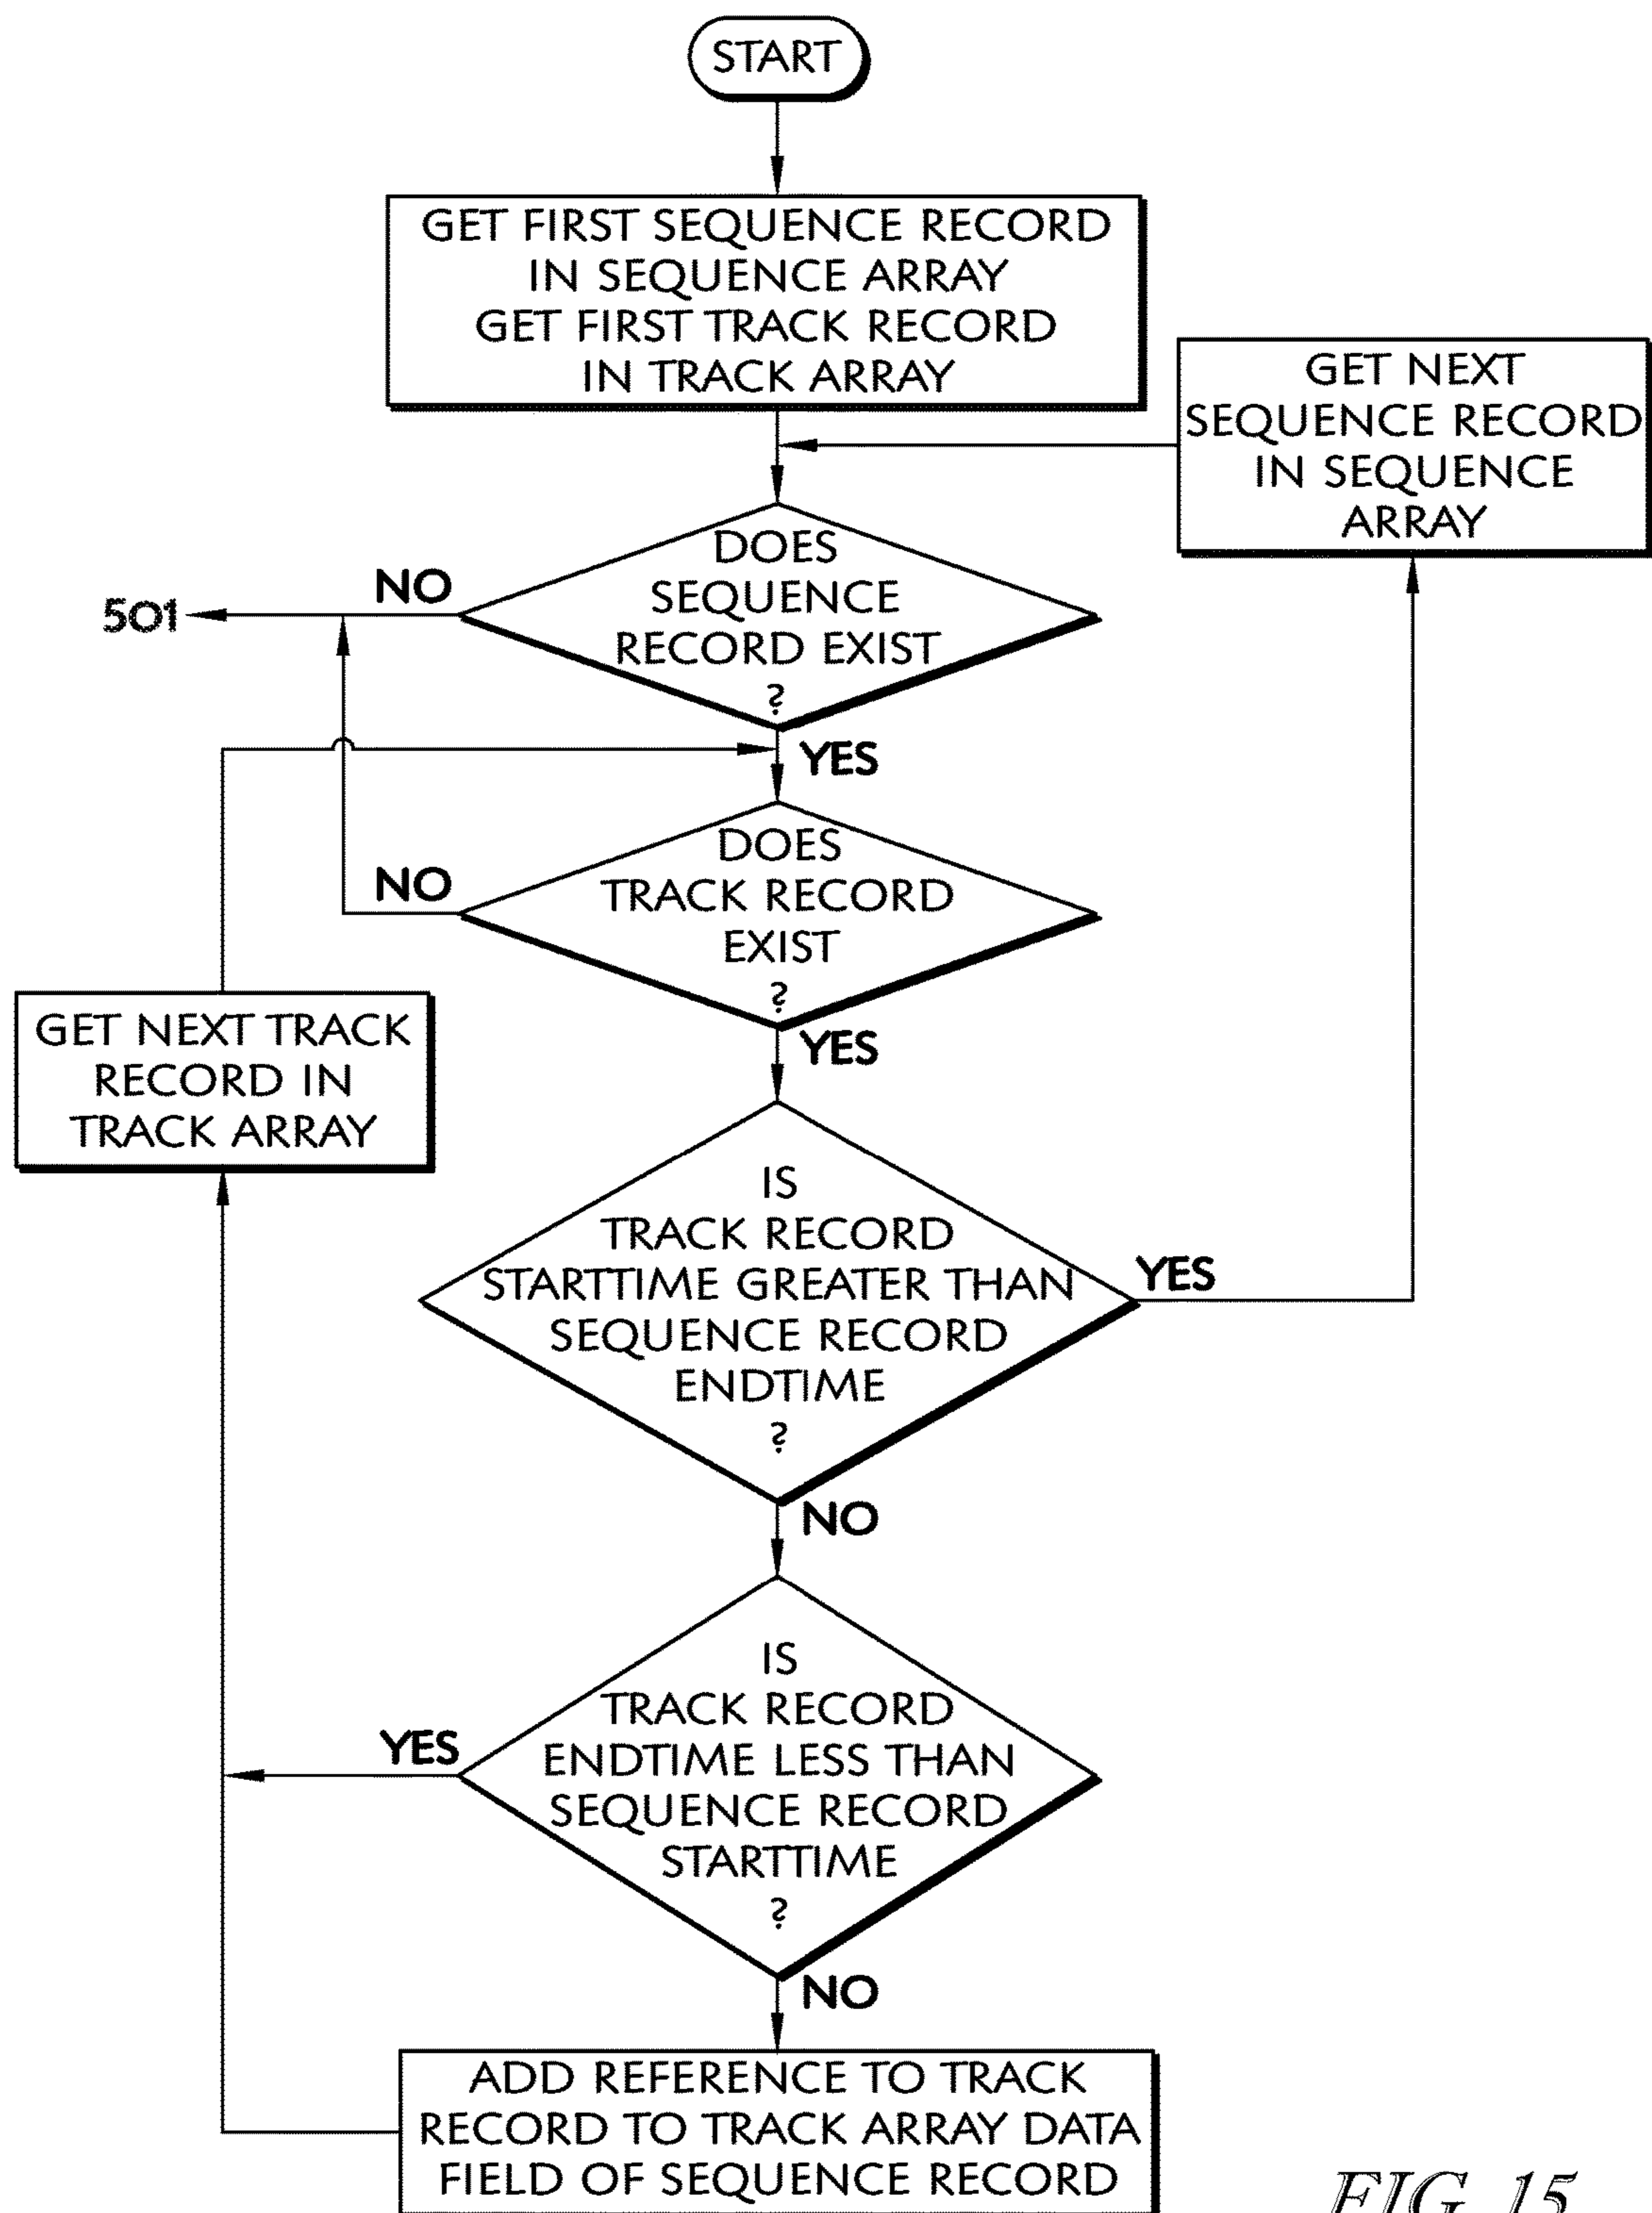 START
GET FIRST SEQUENCE RECORD
IN SEQUENCE ARRAY
GET FIRST TRACK RECORD
IN TRACK ARRAY
GET NEXT
SEQUENCE RECORD
IN SEQUENCE
ARRAY
DOES
SEQUENCE
RECORD EXIST
?
NO
501
YES
DOES
TRACK RECORD
EXIST
?
NO
YES
GET NEXT TRACK
RECORD IN
TRACK ARRAY
IS
TRACK RECORD
STARTTIME GREATER THAN
SEQUENCE RECORD
ENDTIME
?
YES
NO
IS
TRACK RECORD
ENDTIME LESS THAN
SEQUENCE RECORD
STARTTIME
?
YES
NO
ADD REFERENCE TO TRACK
RECORD TO TRACK ARRAY DATA
FIELD OF SEQUENCE RECORD
FIG. 15